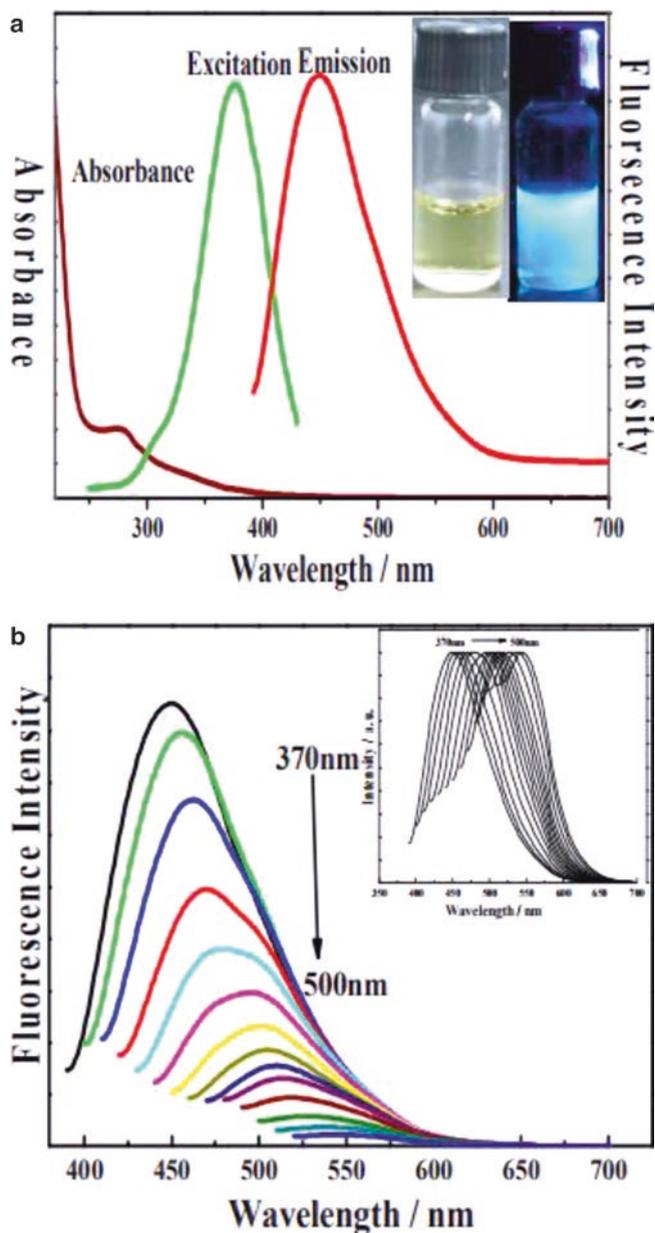 a
Excitation Emission
Absorbance
Absorbance
Fluorsecence Intensity
300 400 500 600 700
Wavelength / nm
b
370nm
500nm
Fluorescence Intensity
400 450 500 550 600 650 700
Wavelength / nm
370nm 500nm
Intensity / a.u.
350 400 450 500 550 600 650 700
Wavelength / nm